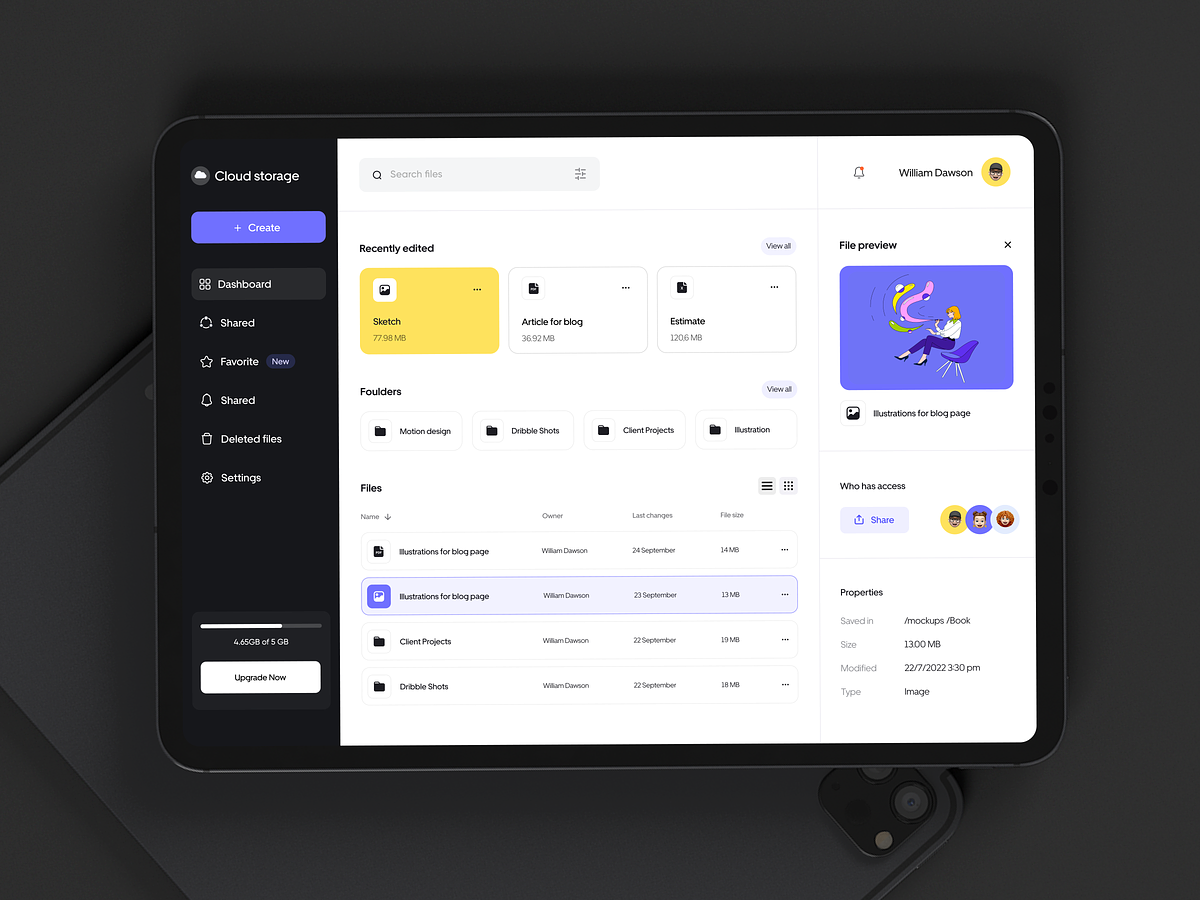 Cloud storage
+ Create
Dashboard
Shared
Favorite New
Shared
Deleted files
Settings
4.65GB of 5 GB
Upgrade Now
Search files
William Dawson
Recently edited View all
Sketch
77.98 MB
Article for blog
36.92 MB
Estimate
120,6 MB
Foulders View all
Motion design
Dribble Shots
Client Projects
Illustration
Files
Name Owner Last changes File size
Illustrations for blog page William Dawson 24 September 14 MB
Illustrations for blog page William Dawson 23 September 13 MB
Client Projects William Dawson 22 September 19 MB
Dribble Shots William Dawson 22 September 18 MB
File preview
Illustrations for blog page
Who has access
Share
Properties
Saved in /mockups /Book
Size 13.00 MB
Modified 22/7/2022 3:30 pm
Type Image